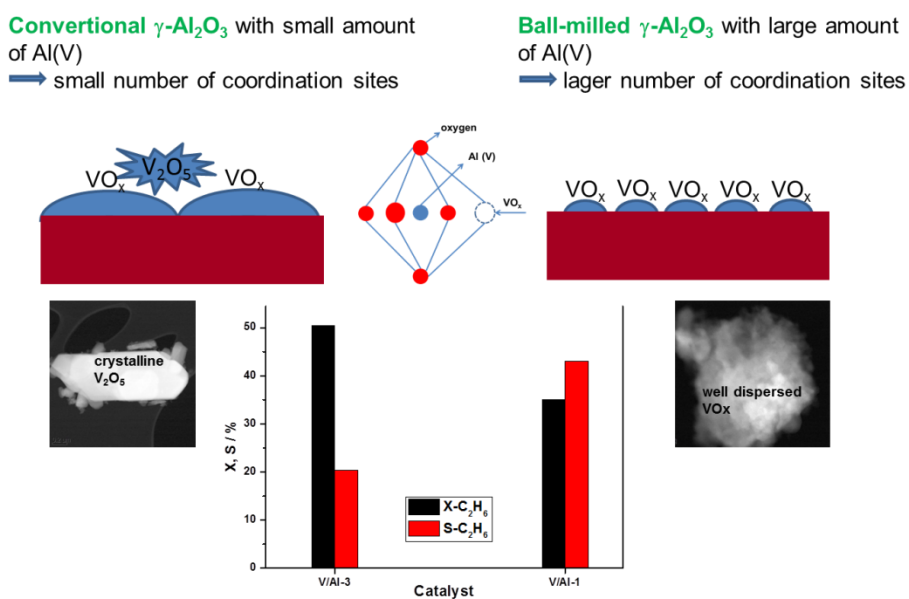 Convertional γ-Al₂O₃ with small amount
of Al(V)
small number of coordination sites
Ball-milled γ-Al₂O₃ with large amount
of Al(V)
lager number of coordination sites
VOₓ
V₂O₅
VOₓ
oxygen
Al (V)
VOₓ
VOₓ
VOₓ
VOₓ
VOₓ
VOₓ
crystalline
V₂O₅
well dispersed
VOx
50
40
30
20
10
0
X, S / %
X-C₂H₆
S-C₂H₆
V/Al-3
V/Al-1
Catalyst